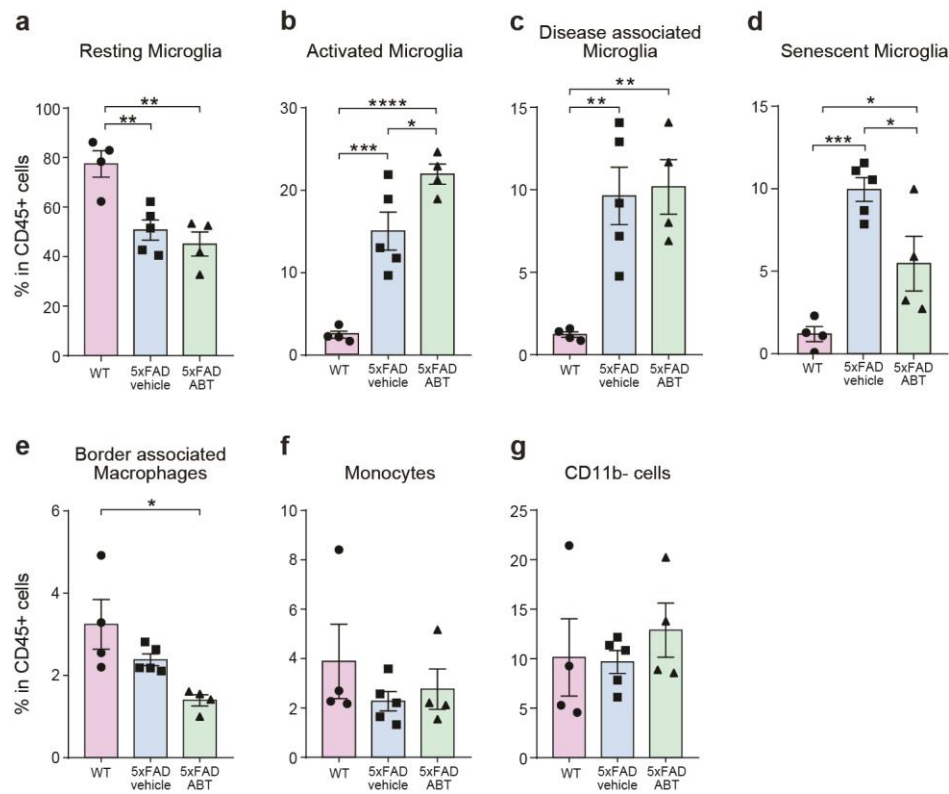 a
Resting Microglia
% in CD45+ cells
100
80
60
40
20
0
**
**
WT
5xFAD
vehicle
5xFAD
ABT
b
Activated Microglia
30
20
10
0
****
*
***
WT
5xFAD
vehicle
5xFAD
ABT
c
Disease associated
Microglia
15
10
5
0
**
**
WT
5xFAD
vehicle
5xFAD
ABT
d
Senescent Microglia
15
10
5
0
*
*
***
WT
5xFAD
vehicle
5xFAD
ABT
e
Border associated
Macrophages
% in CD45+ cells
6
4
2
0
*
WT
5xFAD
vehicle
5xFAD
ABT
f
Monocytes
10
8
6
4
2
0
WT
5xFAD
vehicle
5xFAD
ABT
g
CD11b- cells
25
20
15
10
5
0
WT
5xFAD
vehicle
5xFAD
ABT